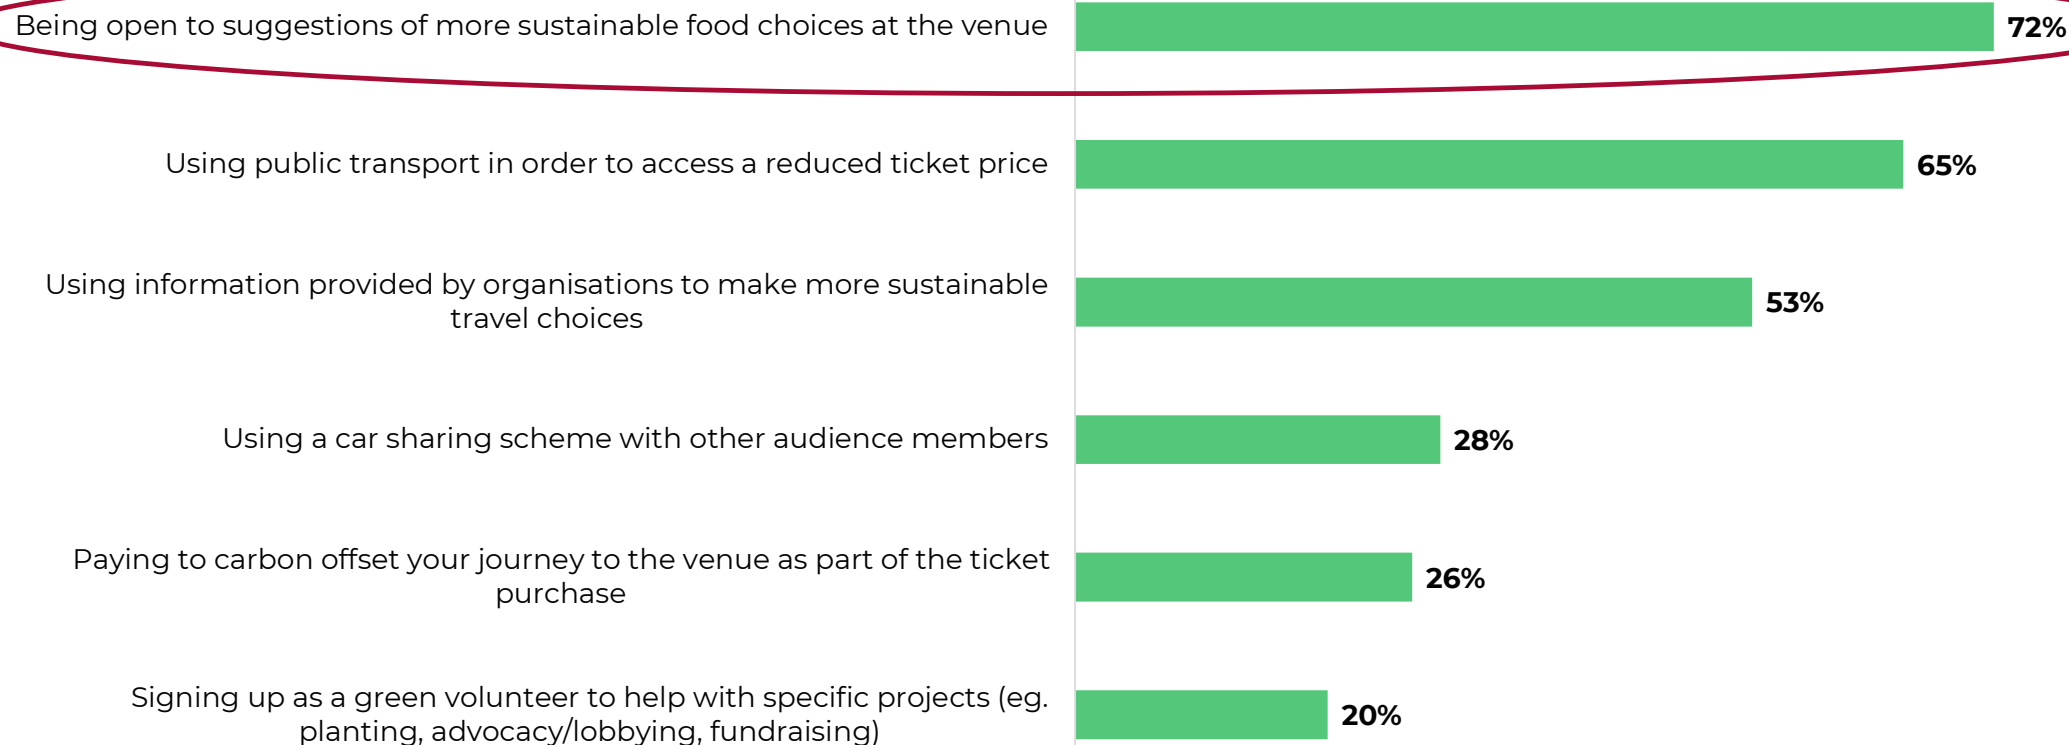 Being open to suggestions of more sustainable food choices at the venue
72%
Using public transport in order to access a reduced ticket price
65%
Using information provided by organisations to make more sustainable
travel choices
53%
Using a car sharing scheme with other audience members
28%
Paying to carbon offset your journey to the venue as part of the ticket
purchase
26%
Signing up as a green volunteer to help with specific projects (eg.
planting, advocacy/lobbying, fundraising)
20%